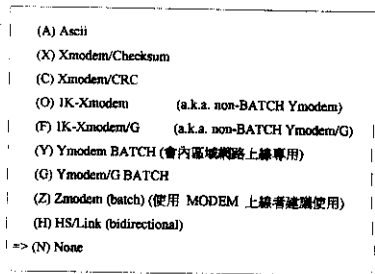 (A) Ascii
(X) Xmodem/Checksum
(C) Xmodem/CRC
(O) 1K-Xmodem (a.k.a. non-BATCH Ymodem)
(F) 1K-Xmodem/G (a.k.a. non-BATCH Ymodem/G)
(Y) Ymodem BATCH (會內區域網路上線專用)
(G) Ymodem/G BATCH
(Z) Zmodem (batch) (使用 MODEM 上線者建議使用)
(H) HS/Link (bidirectional)
=> (N) None